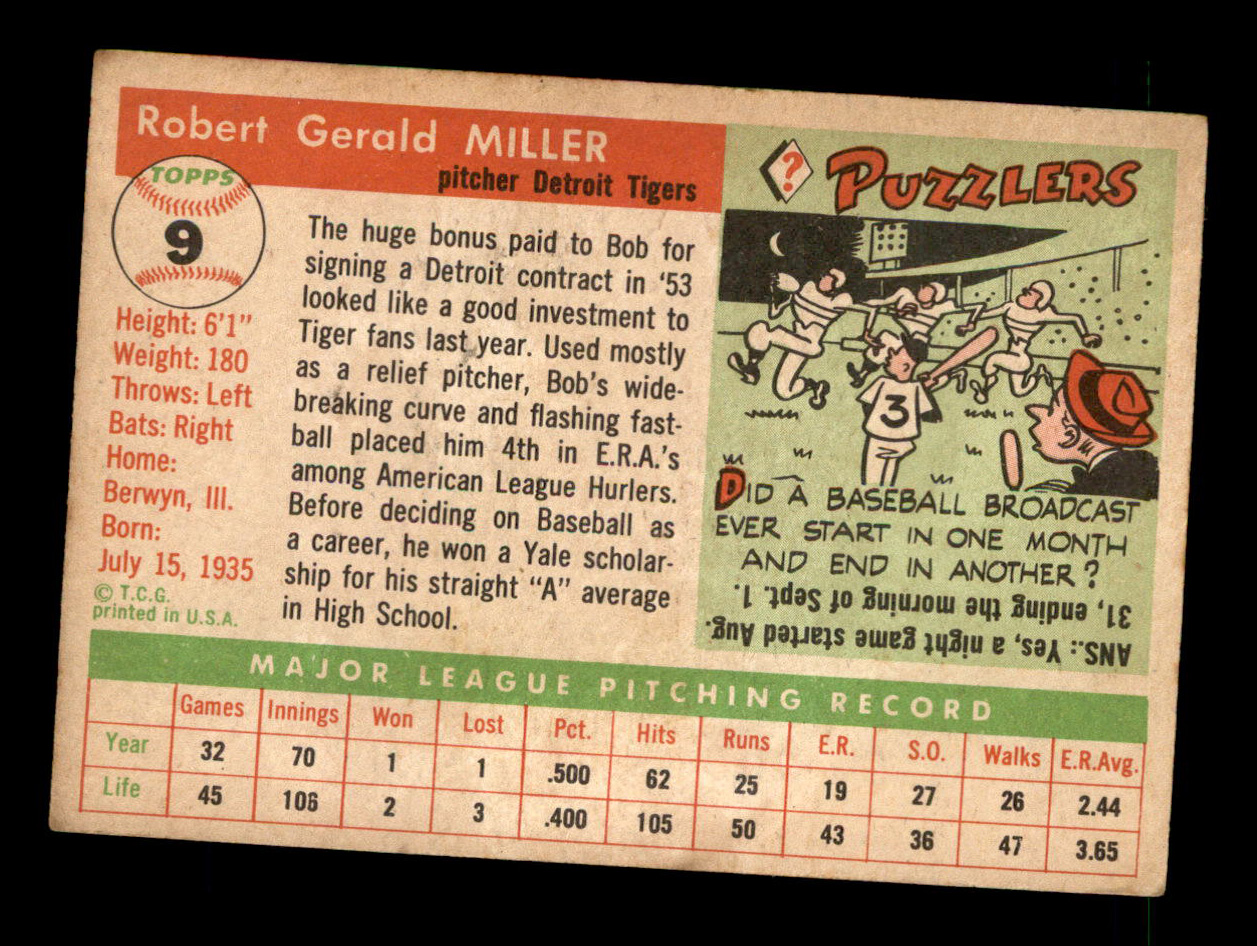 Robert Gerald MILLER
pitcher Detroit Tigers
TOPPS
9
Height: 6'1"
Weight: 180
Throws: Left
Bats: Right
Home:
Berwyn, Ill.
Born:
July 15, 1935
© T.C.G.
printed in U.S.A.
The huge bonus paid to Bob for
signing a Detroit contract in '53
looked like a good investment to
Tiger fans last year. Used mostly
as a relief pitcher, Bob's wide-
breaking curve and flashing fast-
ball placed him 4th in E.R.A.'s
among American League Hurlers.
Before deciding on Baseball as
a career, he won a Yale scholar-
ship for his straight "A" average
in High School.
? PUZZLERS
3
DID A BASEBALL BROADCAST
EVER START IN ONE MONTH
AND END IN ANOTHER?
ANS.: Yes, a night game started Aug.
31, ending the morning of Sept. 1.
MAJOR LEAGUE PITCHING RECORD
Games Innings Won Lost Pct. Hits Runs E.R. S.O. Walks E.R.Avg.
Year 32 70 1 1 .500 62 25 19 27 26 2.44
Life 45 106 2 3 .400 105 50 43 36 47 3.65